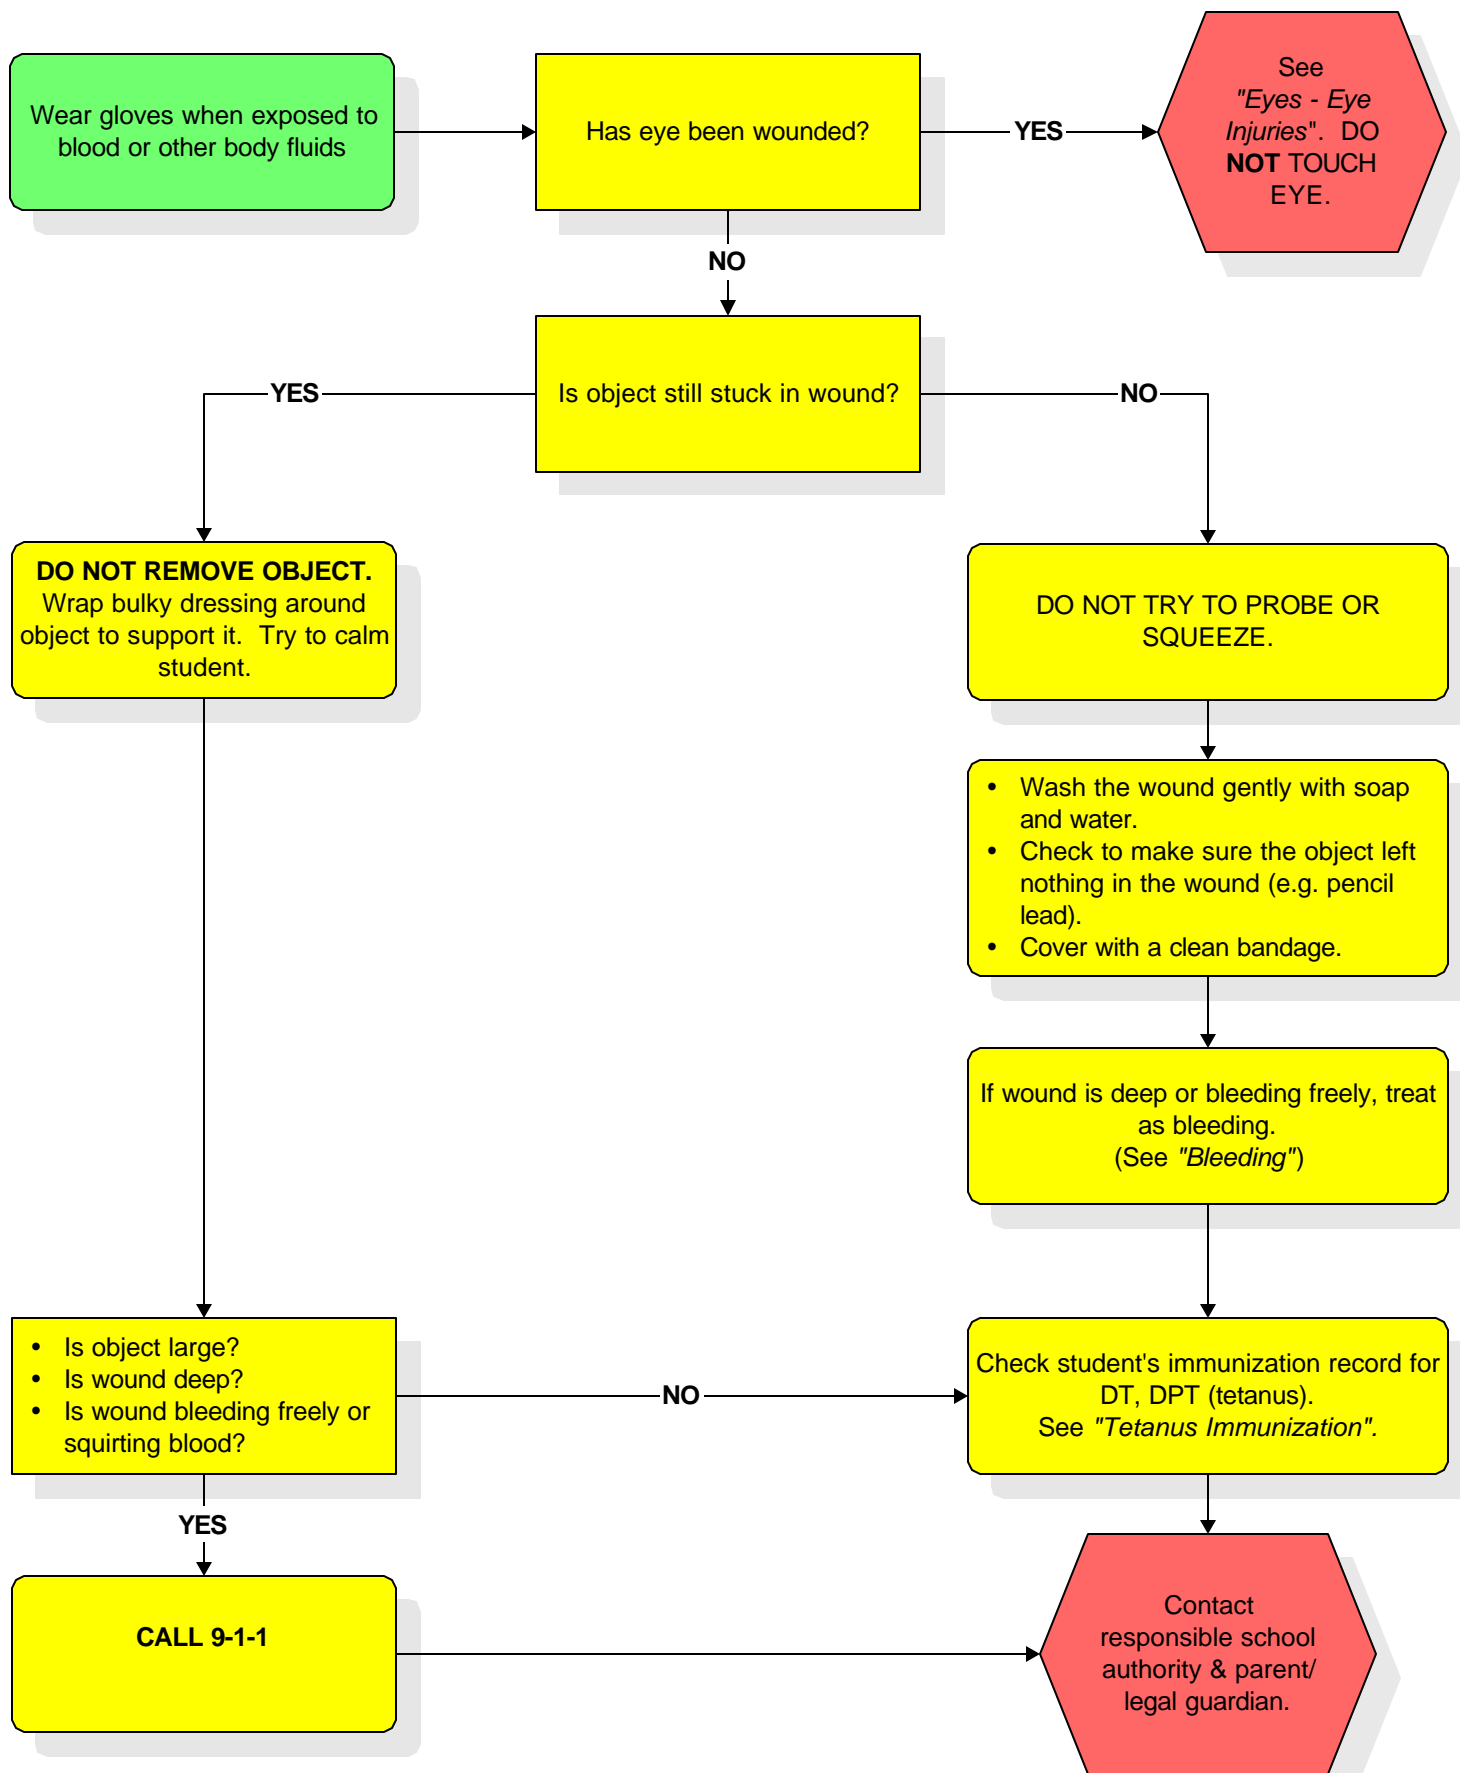 Wear gloves when exposed to
blood or other body fluids
Has eye been wounded?
YES
See
"Eyes - Eye
Injuries". DO
NOT TOUCH
EYE.
NO
Is object still stuck in wound?
YES
NO
DO NOT REMOVE OBJECT.
Wrap bulky dressing around
object to support it. Try to calm
student.
DO NOT TRY TO PROBE OR
SQUEEZE.
• Wash the wound gently with soap
and water.
• Check to make sure the object left
nothing in the wound (e.g. pencil
lead).
• Cover with a clean bandage.
If wound is deep or bleeding freely, treat
as bleeding.
(See "Bleeding")
• Is object large?
• Is wound deep?
• Is wound bleeding freely or
squirting blood?
NO
Check student's immunization record for
DT, DPT (tetanus).
See "Tetanus Immunization".
YES
CALL 9-1-1
Contact
responsible school
authority & parent/
legal guardian.